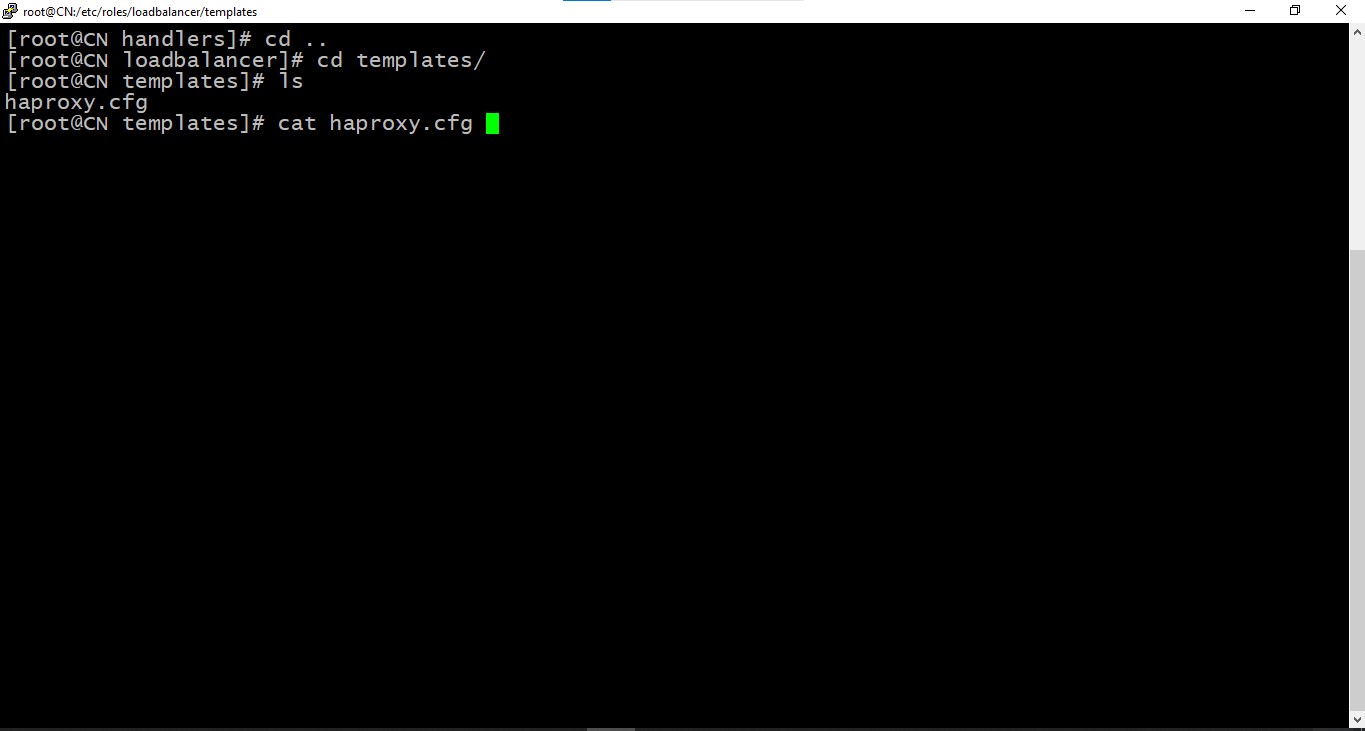 root@CN:/etc/roles/loadbalancer/templates
[root@CN handlers]# cd ..
[root@CN loadbalancer]# cd templates/
[root@CN templates]# ls
haproxy.cfg
[root@CN templates]# cat haproxy.cfg